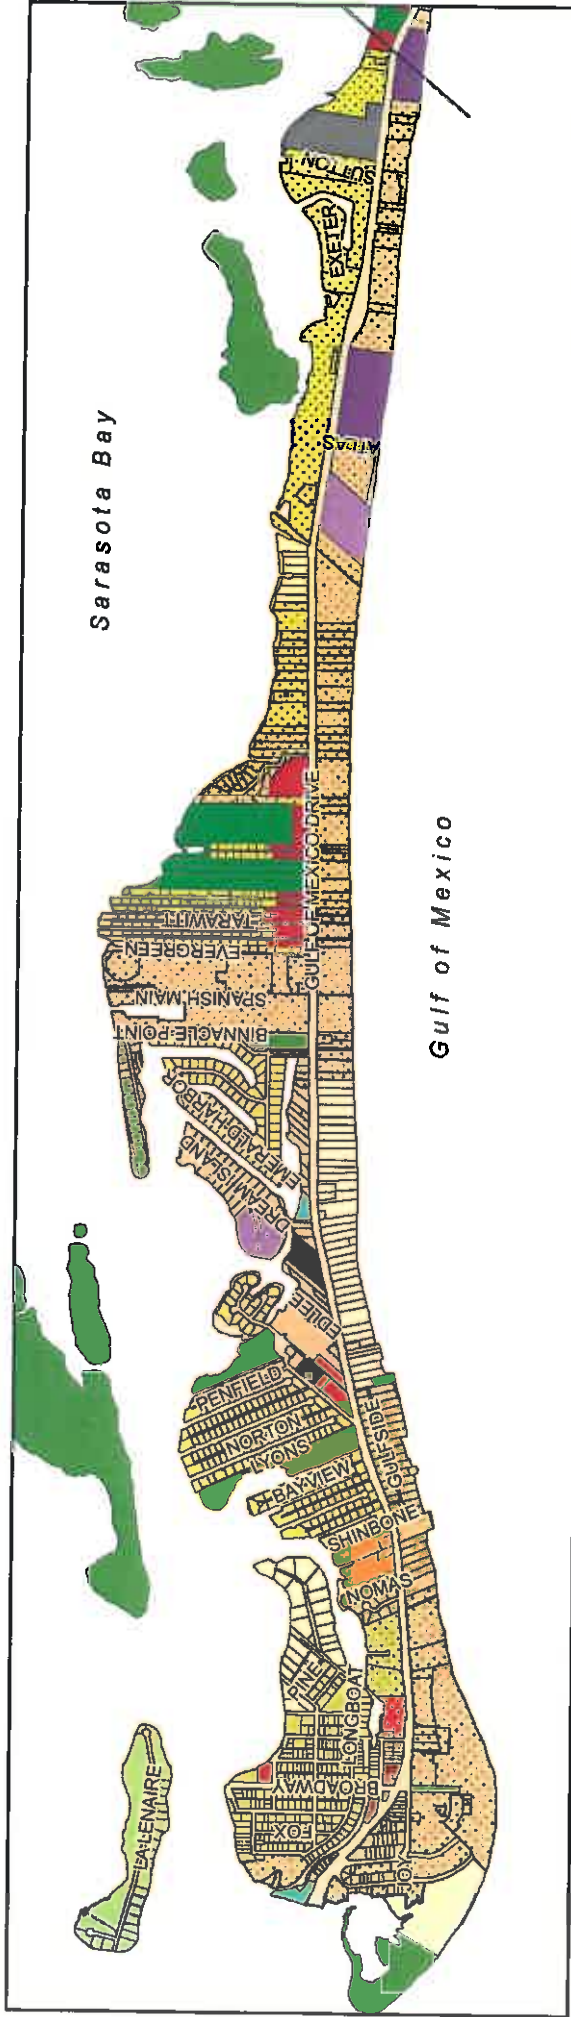 SUTTON
EXETER
Sarasota Bay
ATLAS
GULF OF MEXICO DRIVE
Gulf of Mexico
TARAWITT
EVERGREEN
SPANISH MAIN
BINNACLE POINT
EMERALD HARBOR
DREAM ISLAND
PENFIELD
NORTON
LYONS
GULFSIDE
BAYVIEW
SHINBONE
NOMAS
PINE
LONGBOAT
BROADWAY
FOX
LA LENAIRE